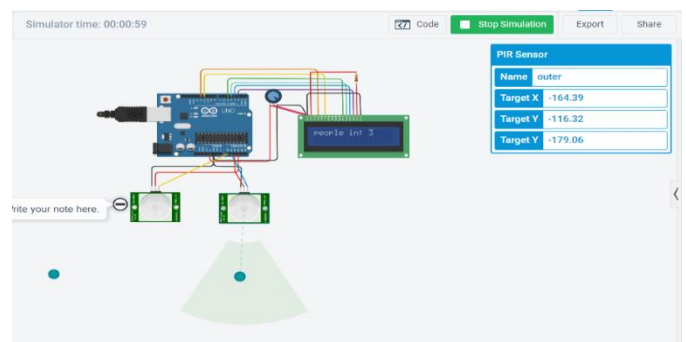 Simulator time: 00:00:59
Code
Stop Simulation
Export
Share
PIR Sensor
Name outer
Target X -164.39
Target Y -116.32
Target Y -179.06
UNO
people in: 3
rite your note here.